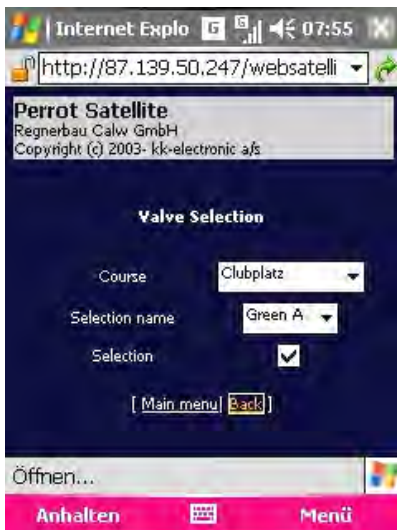 Internet Explo G G 07:55
http://87.139.50.247/websatelli
Perrot Satellite
Regnerbau Calw GmbH
Copyright (c) 2003- kk-electronic a/s
Valve Selection
Course Clubplatz
Selection name Green A
Selection
[ Main menu| Back ]
Öffnen...
Anhalten Menü